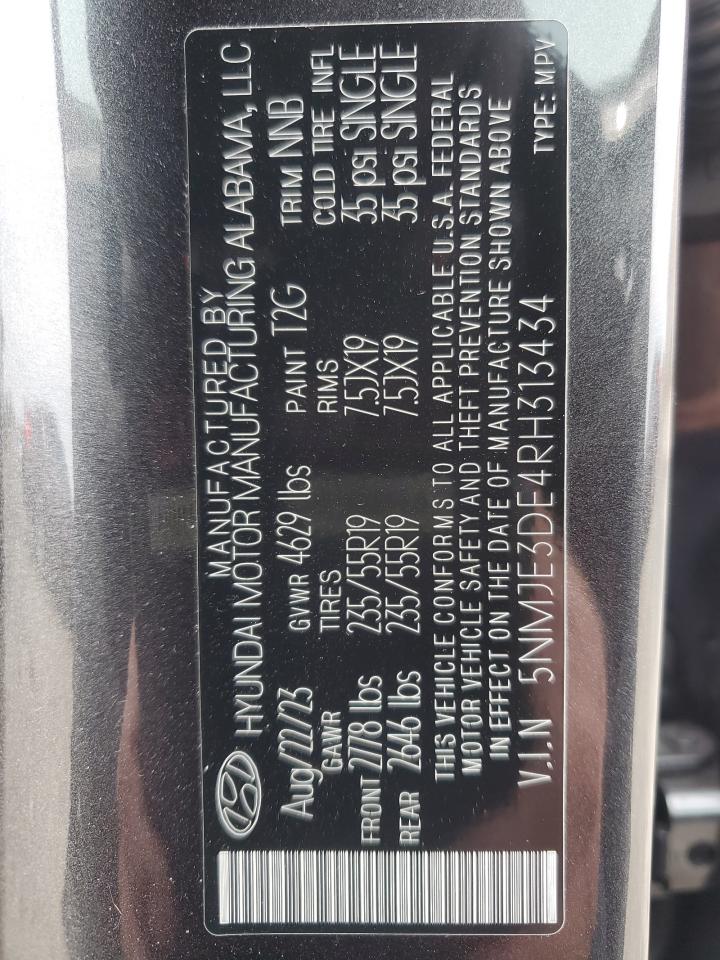 MANUFACTURED BY
HYUNDAI MOTOR MANUFACTURING ALABAMA, LLC
Aug/22/23 GVWR 4629 lbs PAINT T2G TRIM NNB
GAWR TIRES RIMS COLD TIRE INFL
FRONT 2778 lbs 235/55R19 7.5JX19 35 psi SINGLE
REAR 2646 lbs 235/55R19 7.5JX19 35 psi SINGLE
THIS VEHICLE CONFORMS TO ALL APPLICABLE U.S.A. FEDERAL
MOTOR VEHICLE SAFETY AND THEFT PREVENTION STANDARDS
IN EFFECT ON THE DATE OF MANUFACTURE SHOWN ABOVE
V.I.N 5NMJE3DE4RH313434 TYPE: MPV